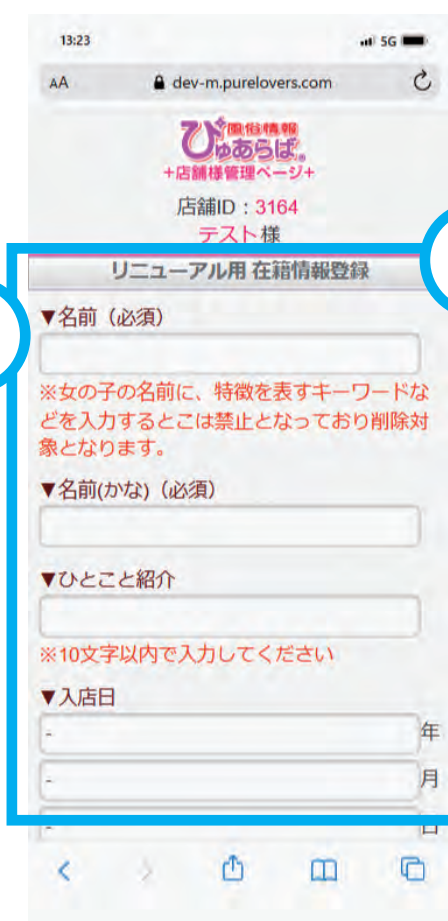 13:23
5G
AA
dev-m.purelovers.com
風俗情報
ぴゅあらば。
+店舗様管理ページ+
店舗ID：3164
テスト様
リニューアル用 在籍情報登録
▼名前（必須）
※女の子の名前に、特徴を表すキーワードな
どを入力するとこは禁止となっており削除対
象となります。
▼名前(かな)（必須）
▼ひとこと紹介
※10文字以内で入力してください
▼入店日
- 年
- 月
- 日